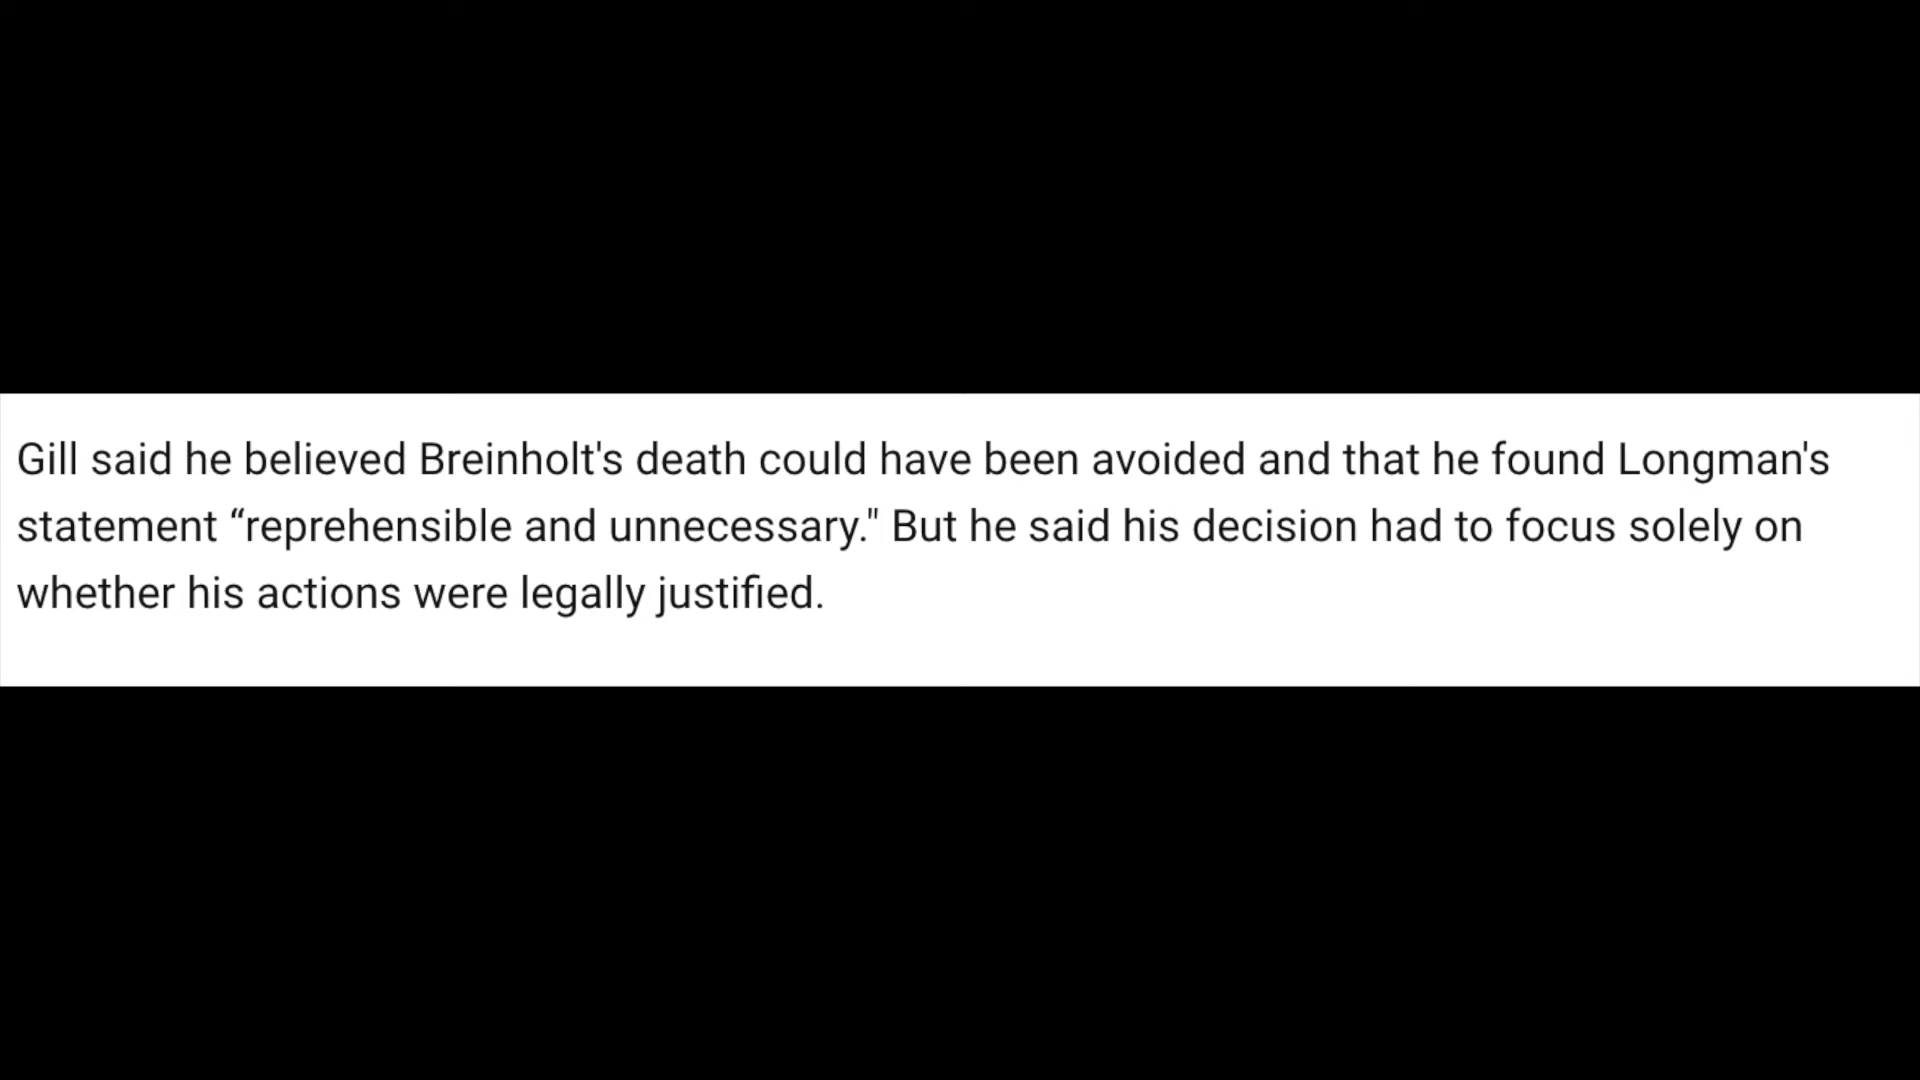 Gill said he believed Breinholt's death could have been avoided and that he found Longman's
statement “reprehensible and unnecessary." But he said his decision had to focus solely on
whether his actions were legally justified.